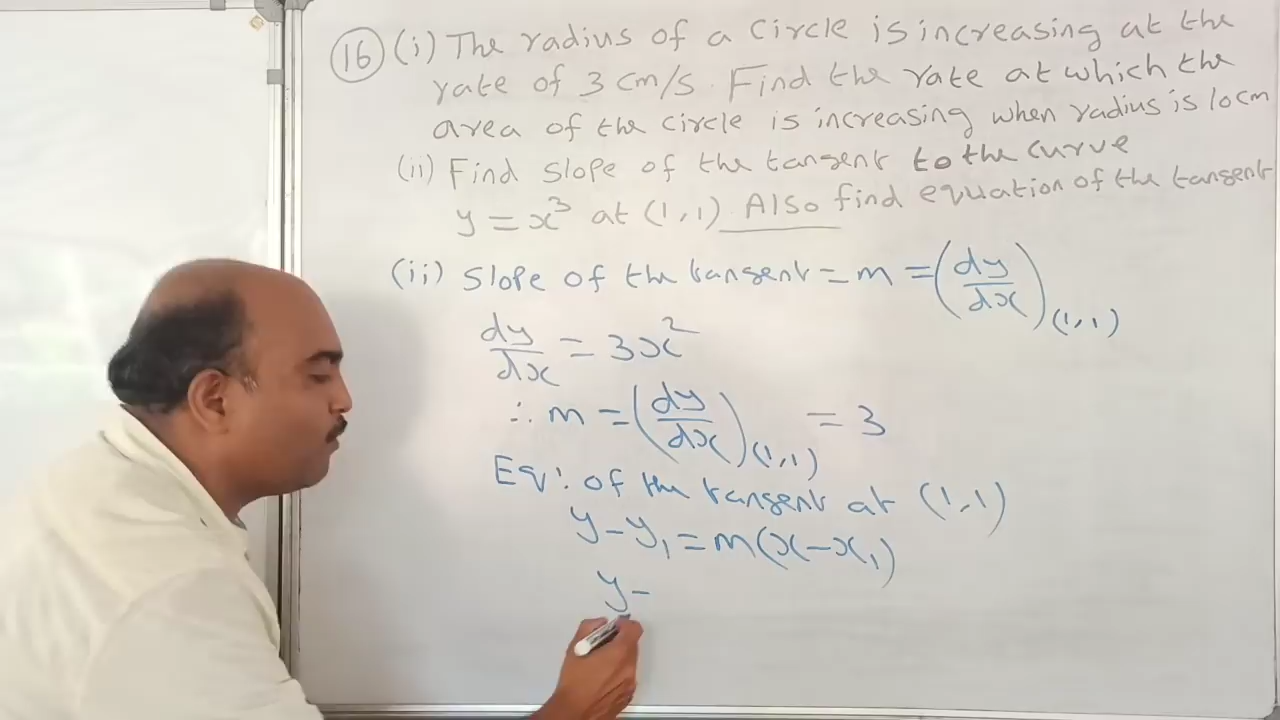 16 (i) The radius of a circle is increasing at the
rate of 3 cm/s. Find the rate at which the
area of the circle is increasing when radius is 10cm
(ii) Find slope of the tangent to the curve
y = x³ at (1,1). Also find equation of the tangent
(ii) slope of the tangent = m = (dy/dx)(1,1)
dy/dx = 3x²
∴ m = (dy/dx)(1,1) = 3
Eq: of the tangent at (1,1)
y - y₁ = m(x - x₁)
y -